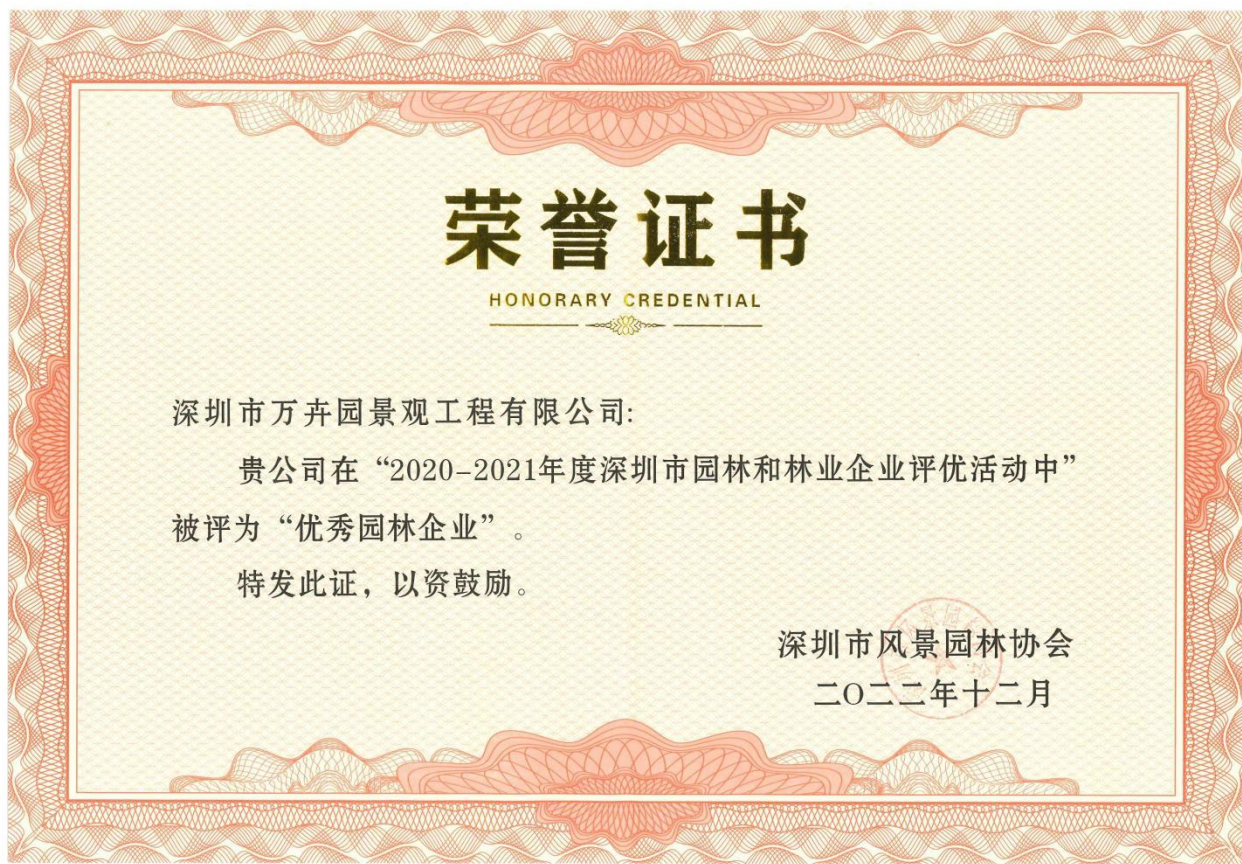 荣誉证书
HONORARY CREDENTIAL
深圳市万卉园景观工程有限公司:
贵公司在“2020-2021年度深圳市园林和林业企业评优活动中”
被评为“优秀园林企业”。
特发此证，以资鼓励。
深圳市风景园林协会
二〇二二年十二月